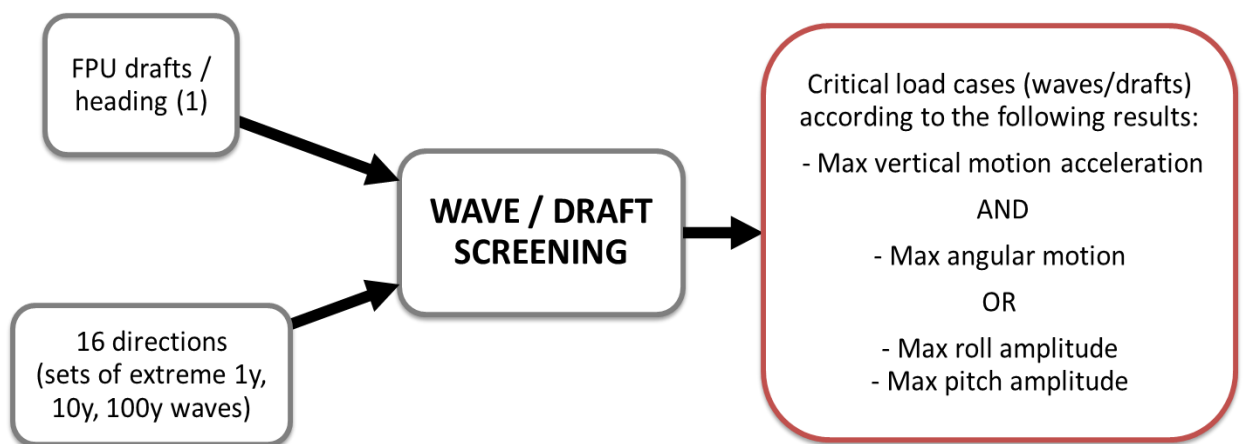 FPU drafts /
heading (1)
16 directions
(sets of extreme 1y,
10y, 100y waves)
WAVE / DRAFT
SCREENING
Critical load cases (waves/drafts)
according to the following results:
- Max vertical motion acceleration
AND
- Max angular motion
OR
- Max roll amplitude
- Max pitch amplitude